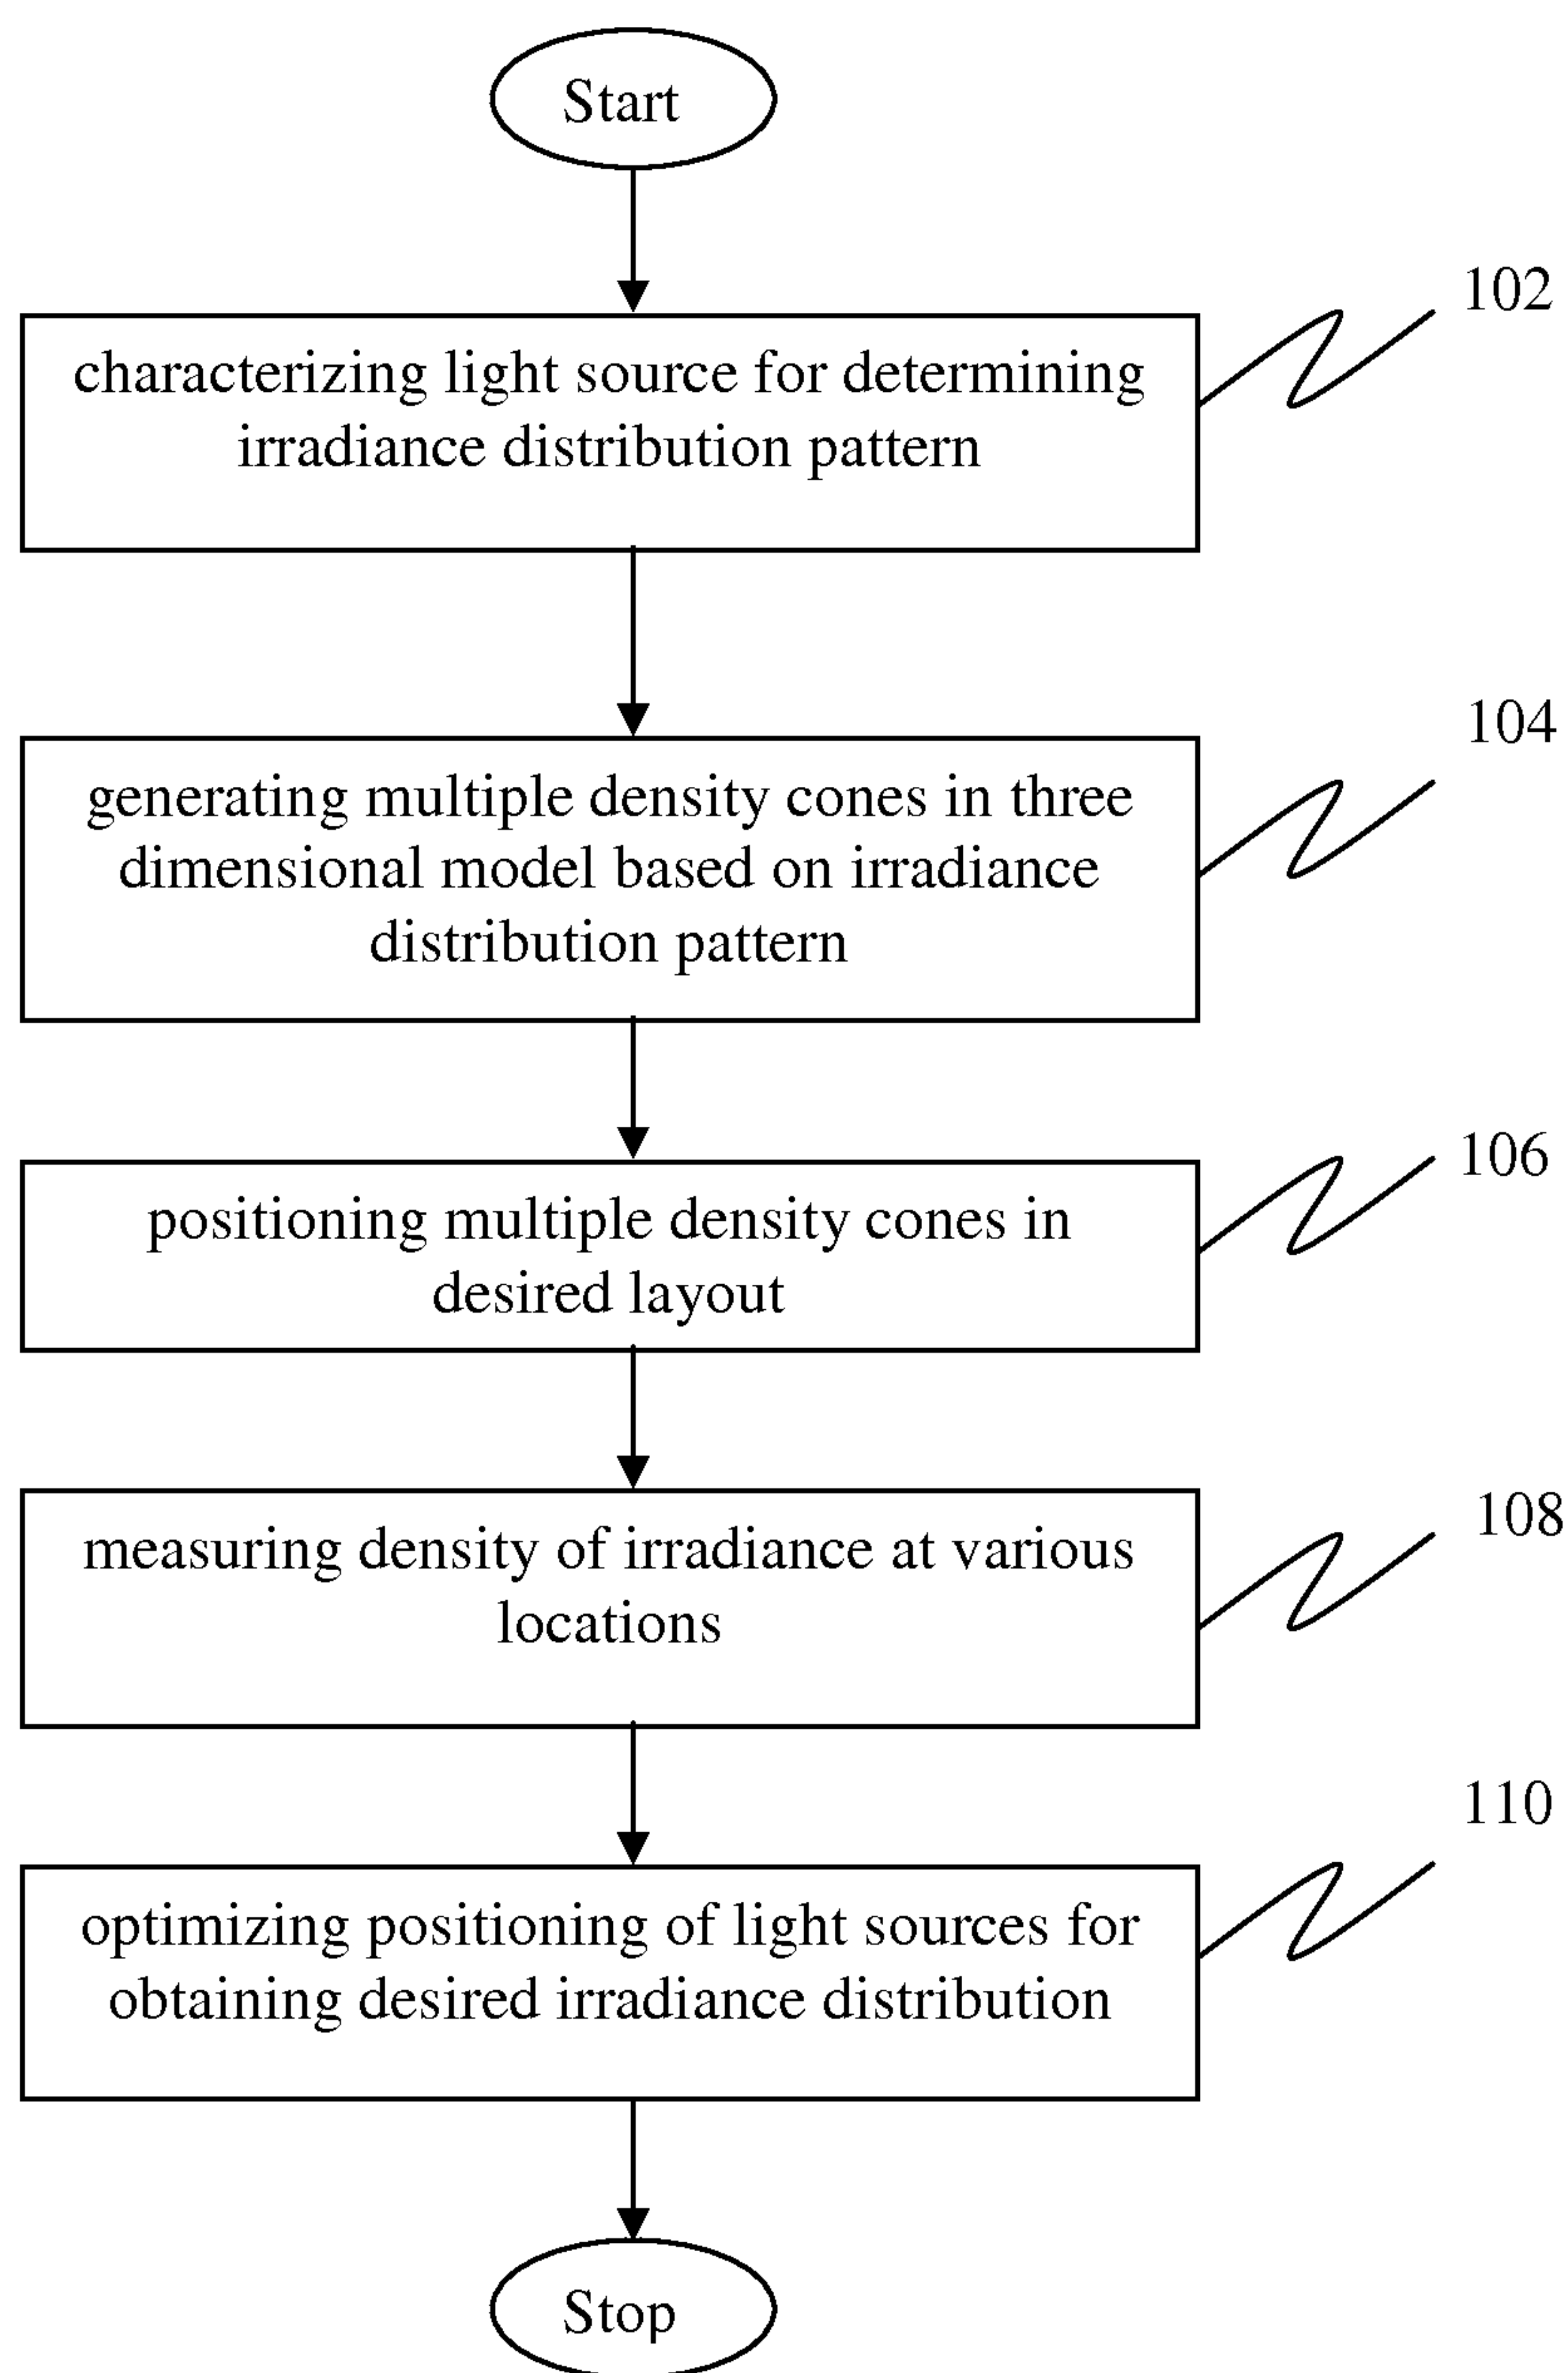 Start
102
characterizing light source for determining
irradiance distribution pattern
104
generating multiple density cones in three
dimensional model based on irradiance
distribution pattern
106
positioning multiple density cones in
desired layout
108
measuring density of irradiance at various
locations
110
optimizing positioning of light sources for
obtaining desired irradiance distribution
Stop